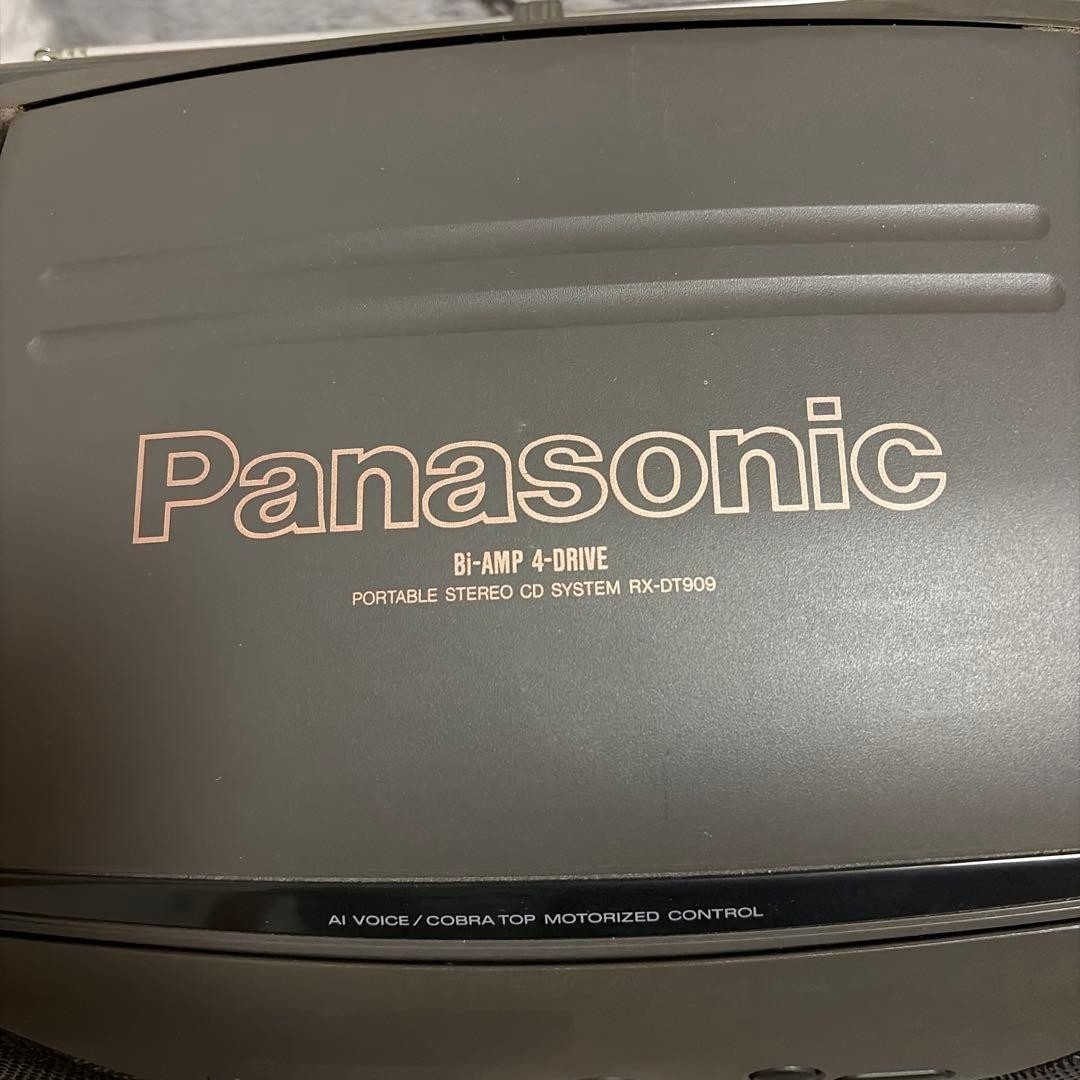 Panasonic
Bi-AMP 4-DRIVE
PORTABLE STEREO CD SYSTEM RX-DT909
AI VOICE / COBRA TOP MOTORIZED CONTROL